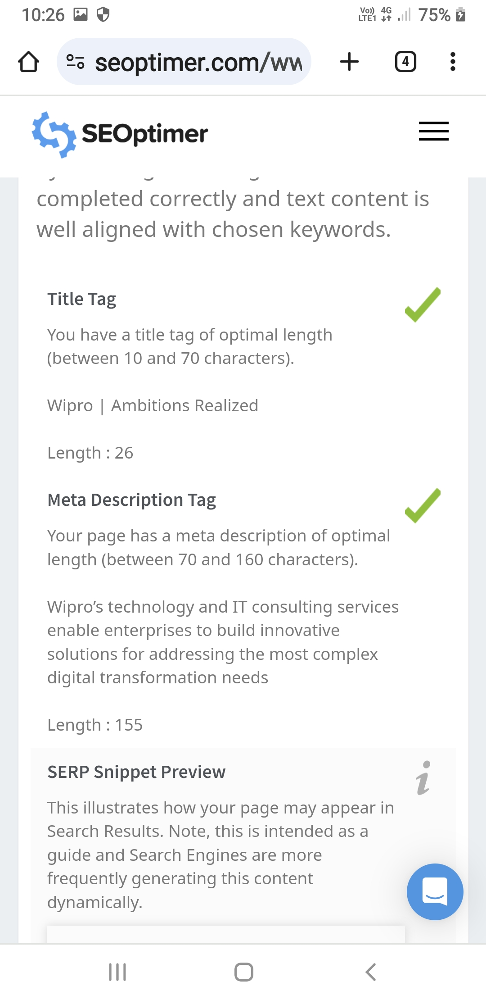 10:26
Vo)) LTE1 4G 75%
seoptimer.com/ww
4
SEOptimer
completed correctly and text content is
well aligned with chosen keywords.
Title Tag
You have a title tag of optimal length
(between 10 and 70 characters).
Wipro | Ambitions Realized
Length : 26
Meta Description Tag
Your page has a meta description of optimal
length (between 70 and 160 characters).
Wipro’s technology and IT consulting services
enable enterprises to build innovative
solutions for addressing the most complex
digital transformation needs
Length : 155
SERP Snippet Preview
This illustrates how your page may appear in
Search Results. Note, this is intended as a
guide and Search Engines are more
frequently generating this content
dynamically.